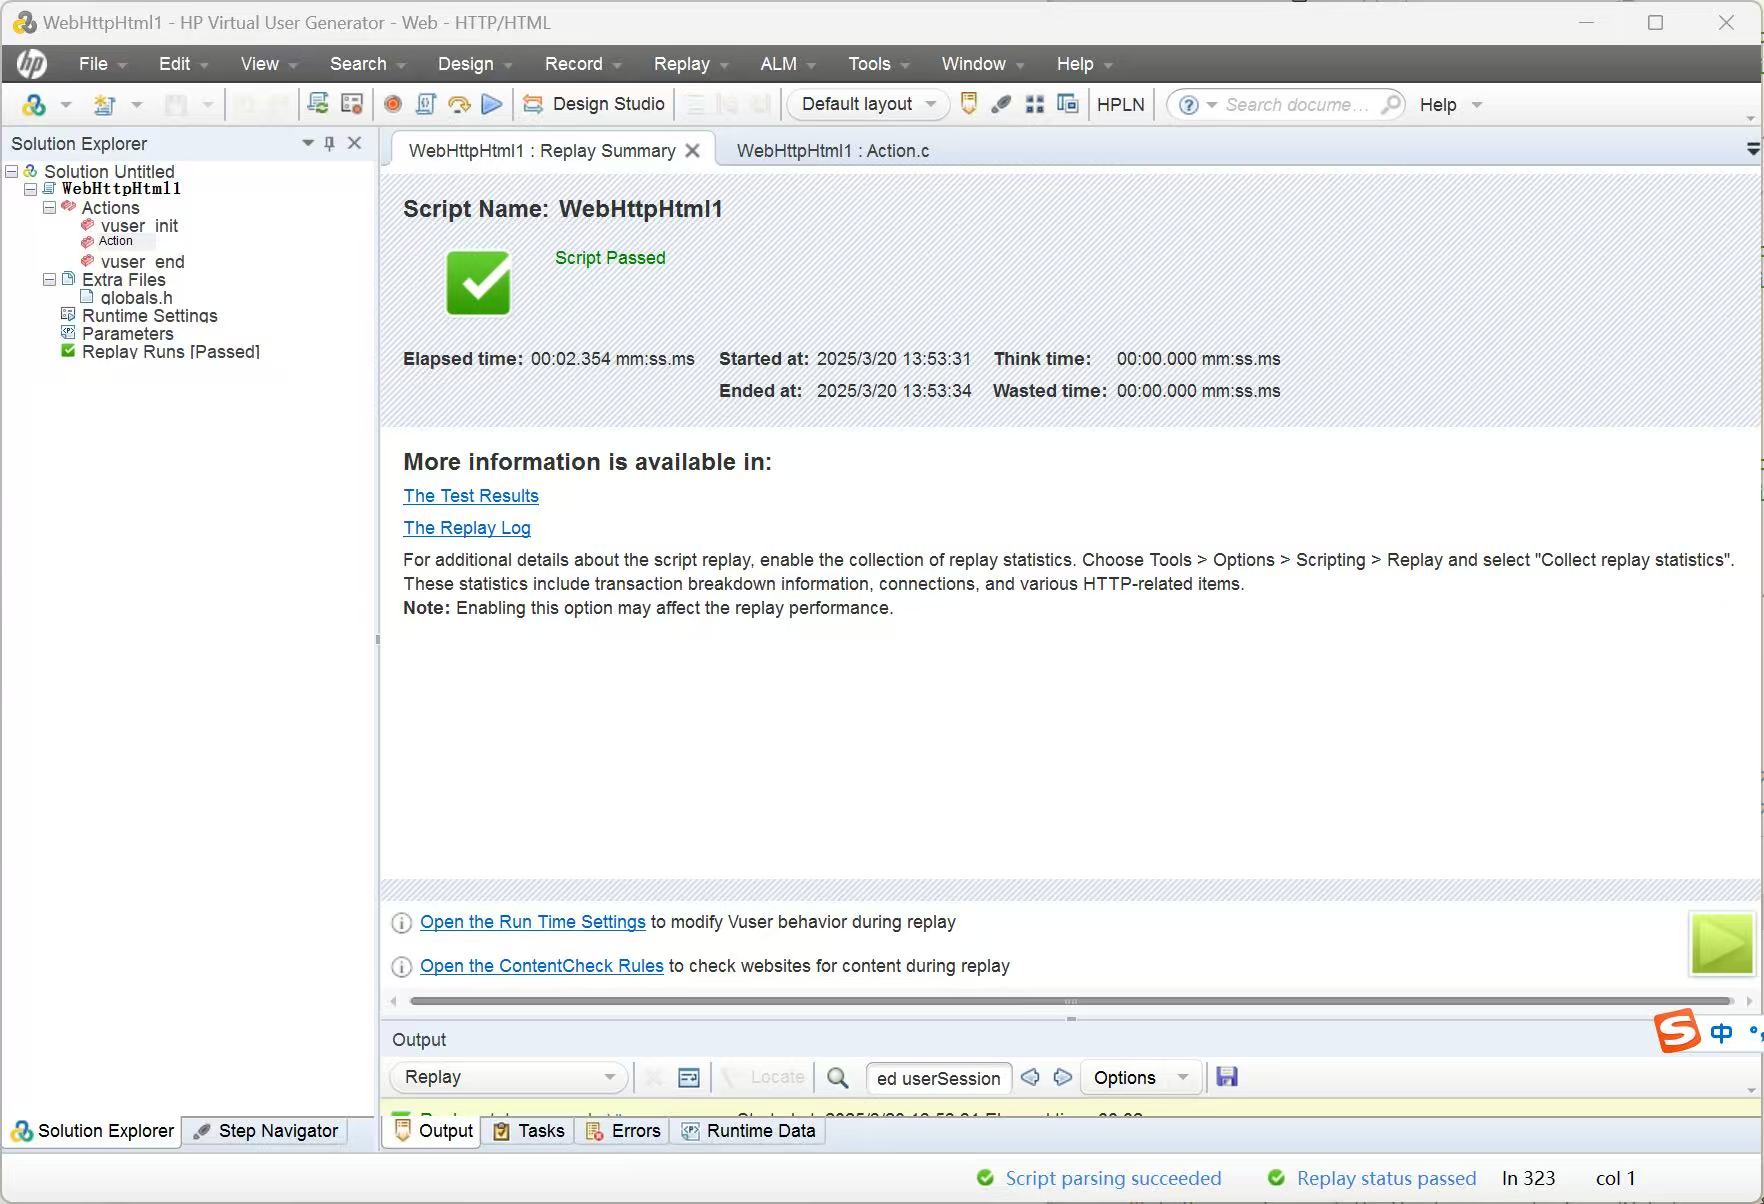 WebHttpHtml1 - HP Virtual User Generator - Web - HTTP/HTML
hp File Edit View Search Design Record Replay ALM Tools Window Help
Design Studio Default layout HPLN Search docume... Help
Solution Explorer
Solution Untitled
WebHttpHtml1
Actions
vuser_init
Action
vuser_end
Extra Files
globals.h
Runtime Settings
Parameters
Replay Runs [Passed]
WebHttpHtml1 : Replay Summary WebHttpHtml1 : Action.c
Script Name: WebHttpHtml1
Script Passed
Elapsed time: 00:02.354 mm:ss.ms Started at: 2025/3/20 13:53:31 Think time: 00:00.000 mm:ss.ms
Ended at: 2025/3/20 13:53:34 Wasted time: 00:00.000 mm:ss.ms
More information is available in:
The Test Results
The Replay Log
For additional details about the script replay, enable the collection of replay statistics. Choose Tools > Options > Scripting > Replay and select "Collect replay statistics".
These statistics include transaction breakdown information, connections, and various HTTP-related items.
Note: Enabling this option may affect the replay performance.
Open the Run Time Settings to modify Vuser behavior during replay
Open the ContentCheck Rules to check websites for content during replay
S 中
Output
Replay Locate ed userSession Options
Solution Explorer Step Navigator Output Tasks Errors Runtime Data
Script parsing succeeded Replay status passed ln 323 col 1